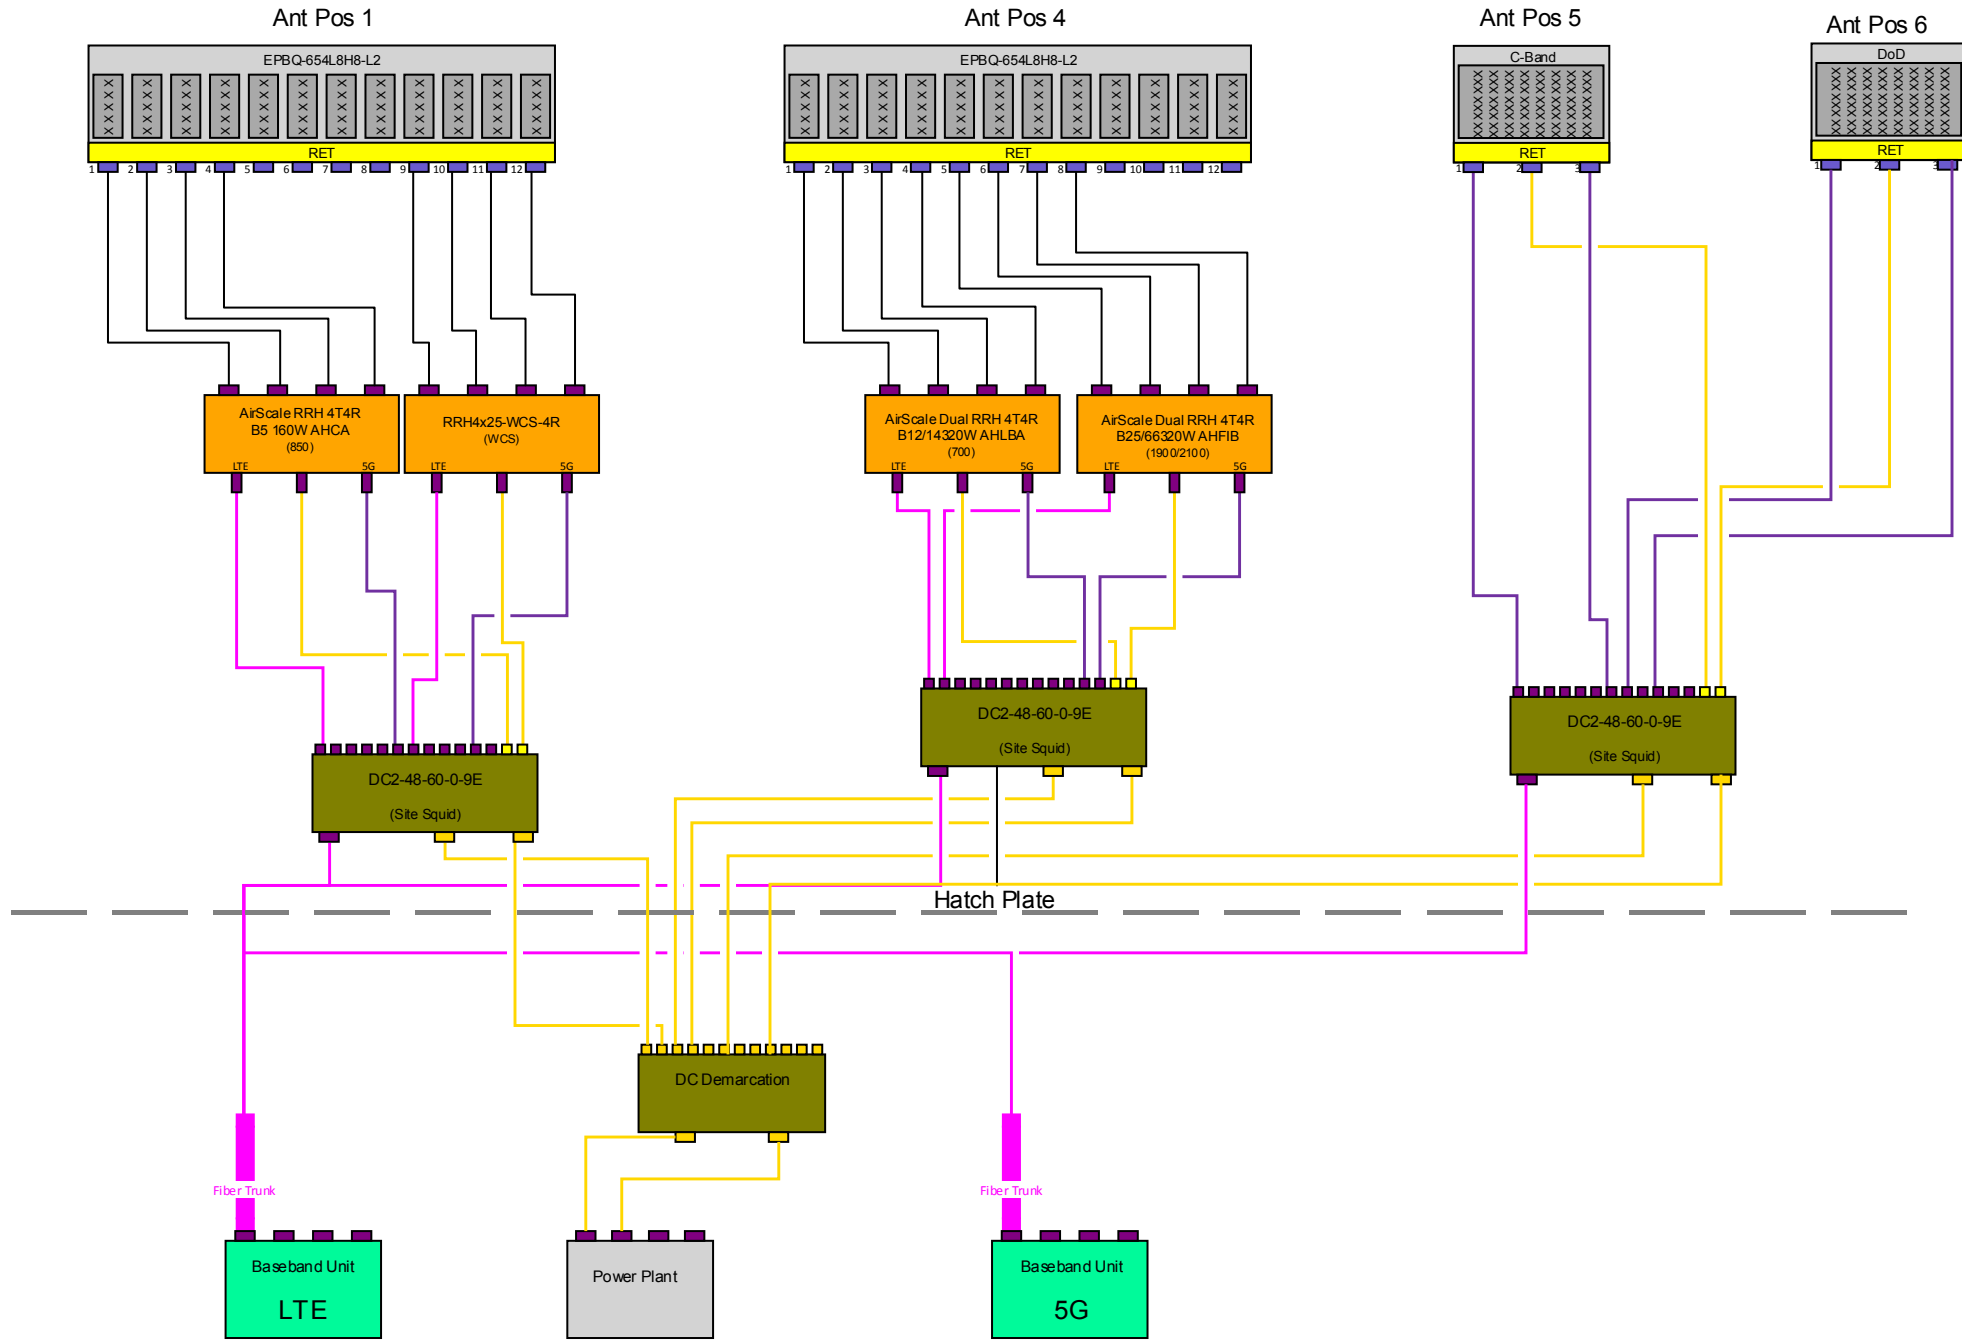 Ant Pos 1
Ant Pos 4
Ant Pos 5
Ant Pos 6
EPBQ-654L8H8-L2
X X X X X
X X X X X
X X X X X
X X X X X
X X X X X
X X X X X
X X X X X
X X X X X
X X X X X
X X X X X
X X X X X
X X X X X
RET
1 2 3 4 5 6 7 8 9 10 11 12
EPBQ-654L8H8-L2
X X X X X
X X X X X
X X X X X
X X X X X
X X X X X
X X X X X
X X X X X
X X X X X
X X X X X
X X X X X
X X X X X
X X X X X
RET
1 2 3 4 5 6 7 8 9 10 11 12
C-Band
RET
1 2 3
DoD
RET
1 2 3
AirScale RRH 4T4R
B5 160W AHCA
(850)
LTE 5G
RRH4x25-WCS-4R
(WCS)
LTE 5G
AirScale Dual RRH 4T4R
B12/14320W AHLBA
(700)
LTE 5G
AirScale Dual RRH 4T4R
B25/66320W AHFIB
(1900/2100)
LTE 5G
DC2-48-60-0-9E
(Site Squid)
DC2-48-60-0-9E
(Site Squid)
DC2-48-60-0-9E
(Site Squid)
Hatch Plate
DC Demarcation
Fiber Trunk
Fiber Trunk
Baseband Unit
LTE
Power Plant
Baseband Unit
5G